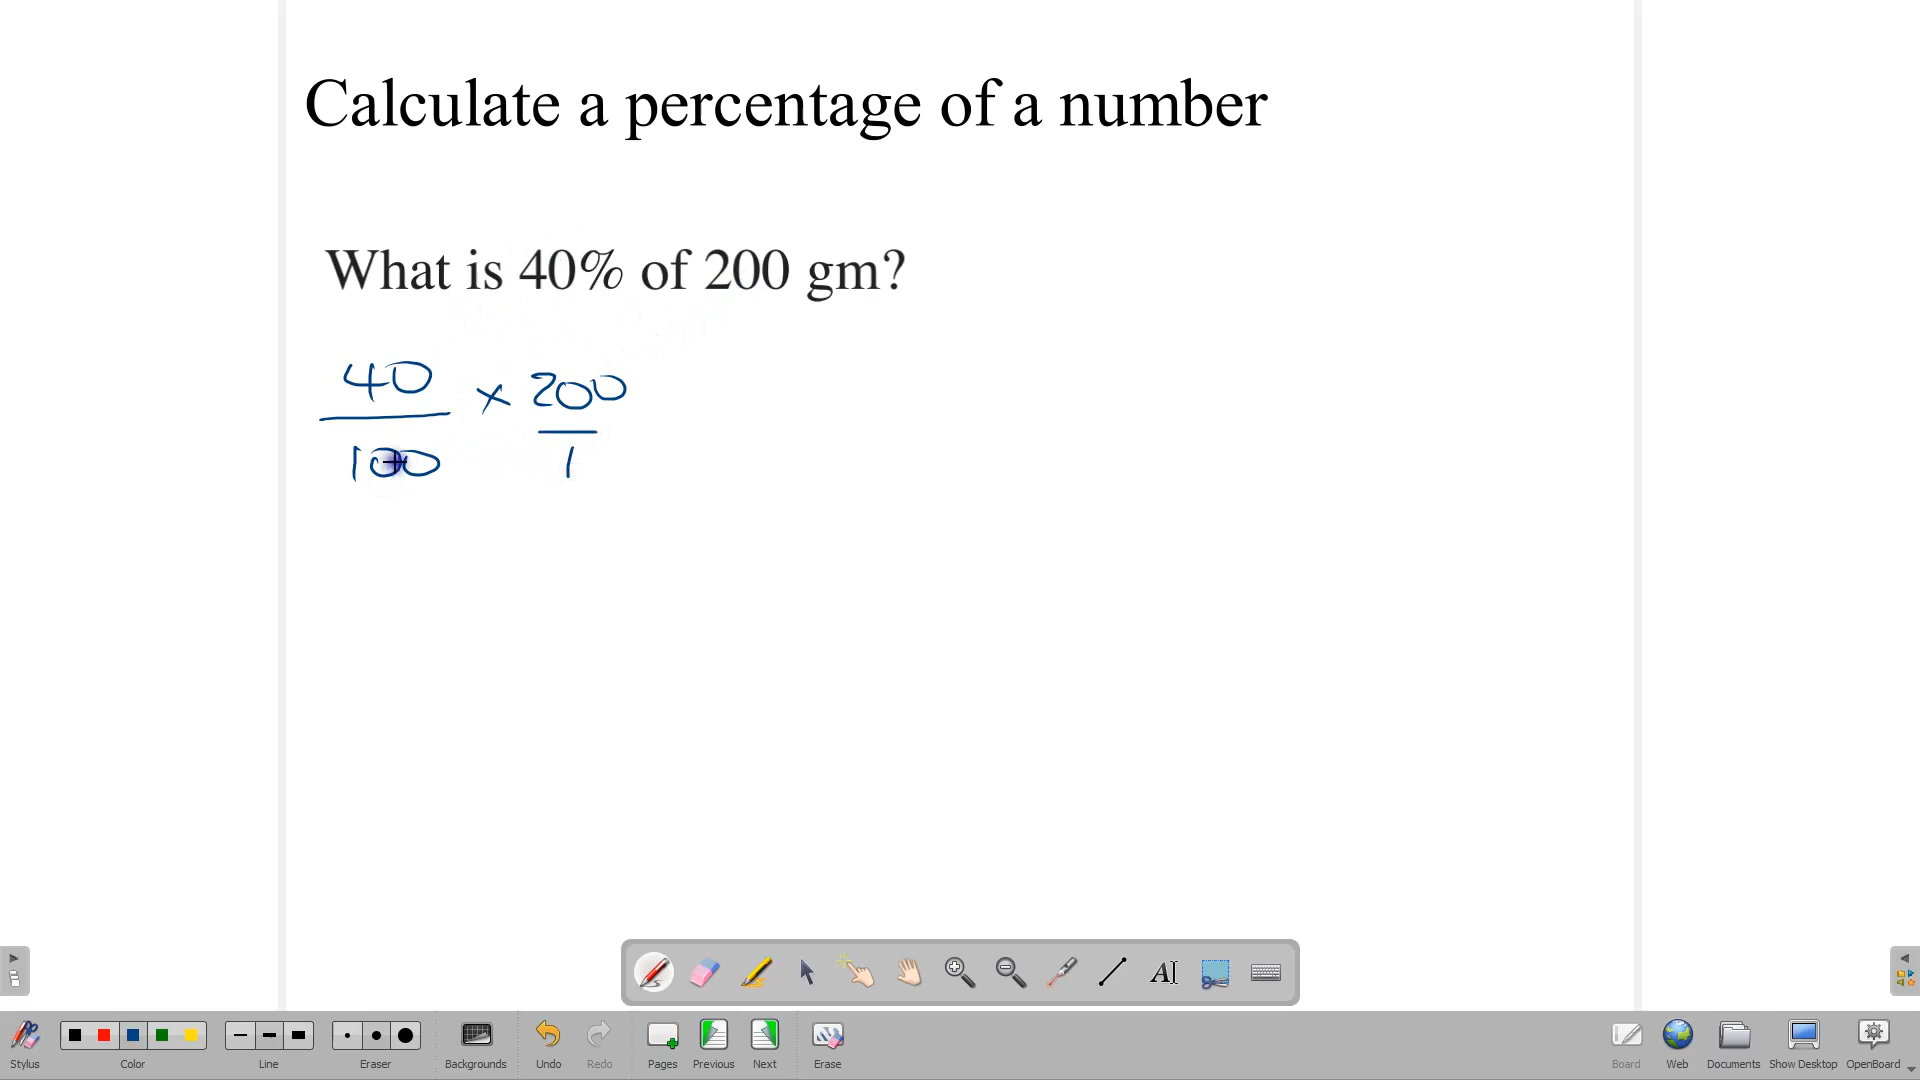 Calculate a percentage of a number
What is 40% of 200 gm?
40 × 200
100 1
AI
Stylus Color Line Eraser Backgrounds Undo Redo Pages Previous Next Erase Board Web Documents Show Desktop OpenBoard